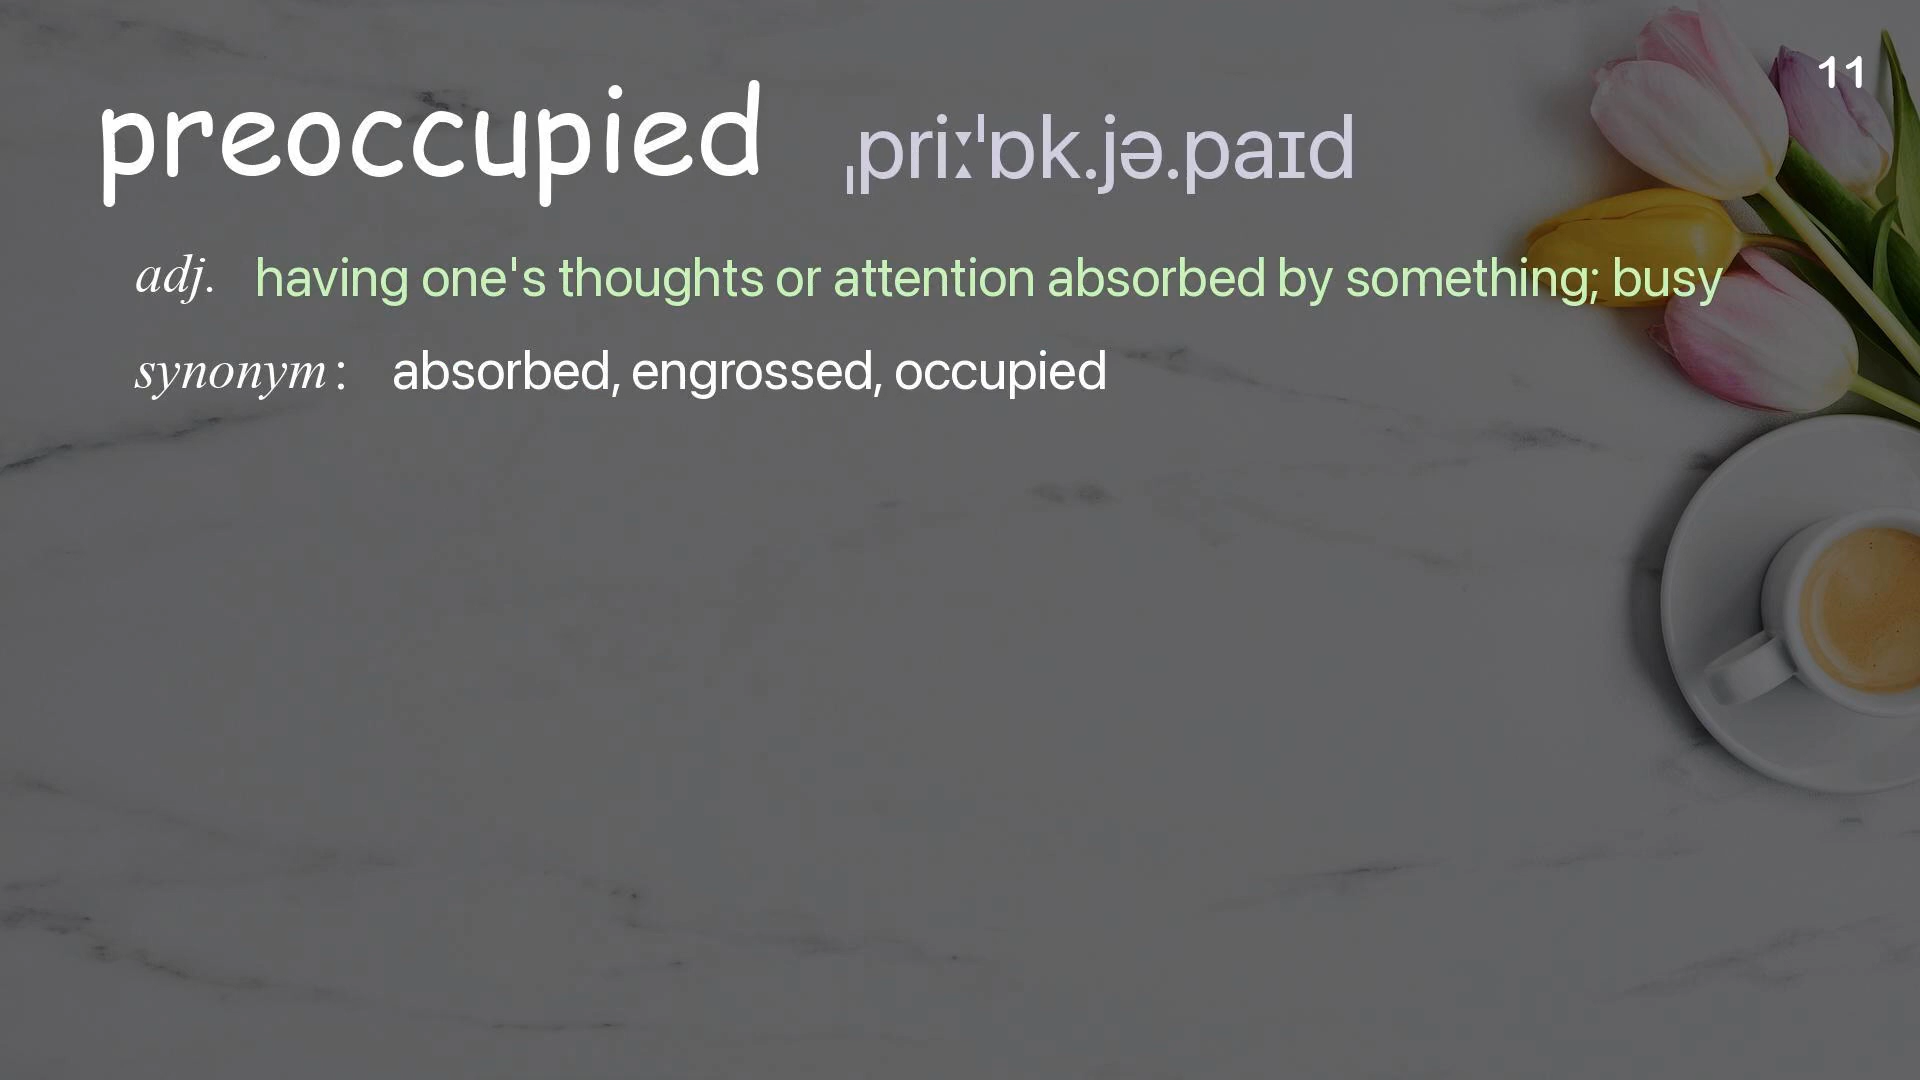 11
preoccupied ˌpriːˈɒk.jə.paɪd
adj. having one's thoughts or attention absorbed by something; busy
synonym : absorbed, engrossed, occupied